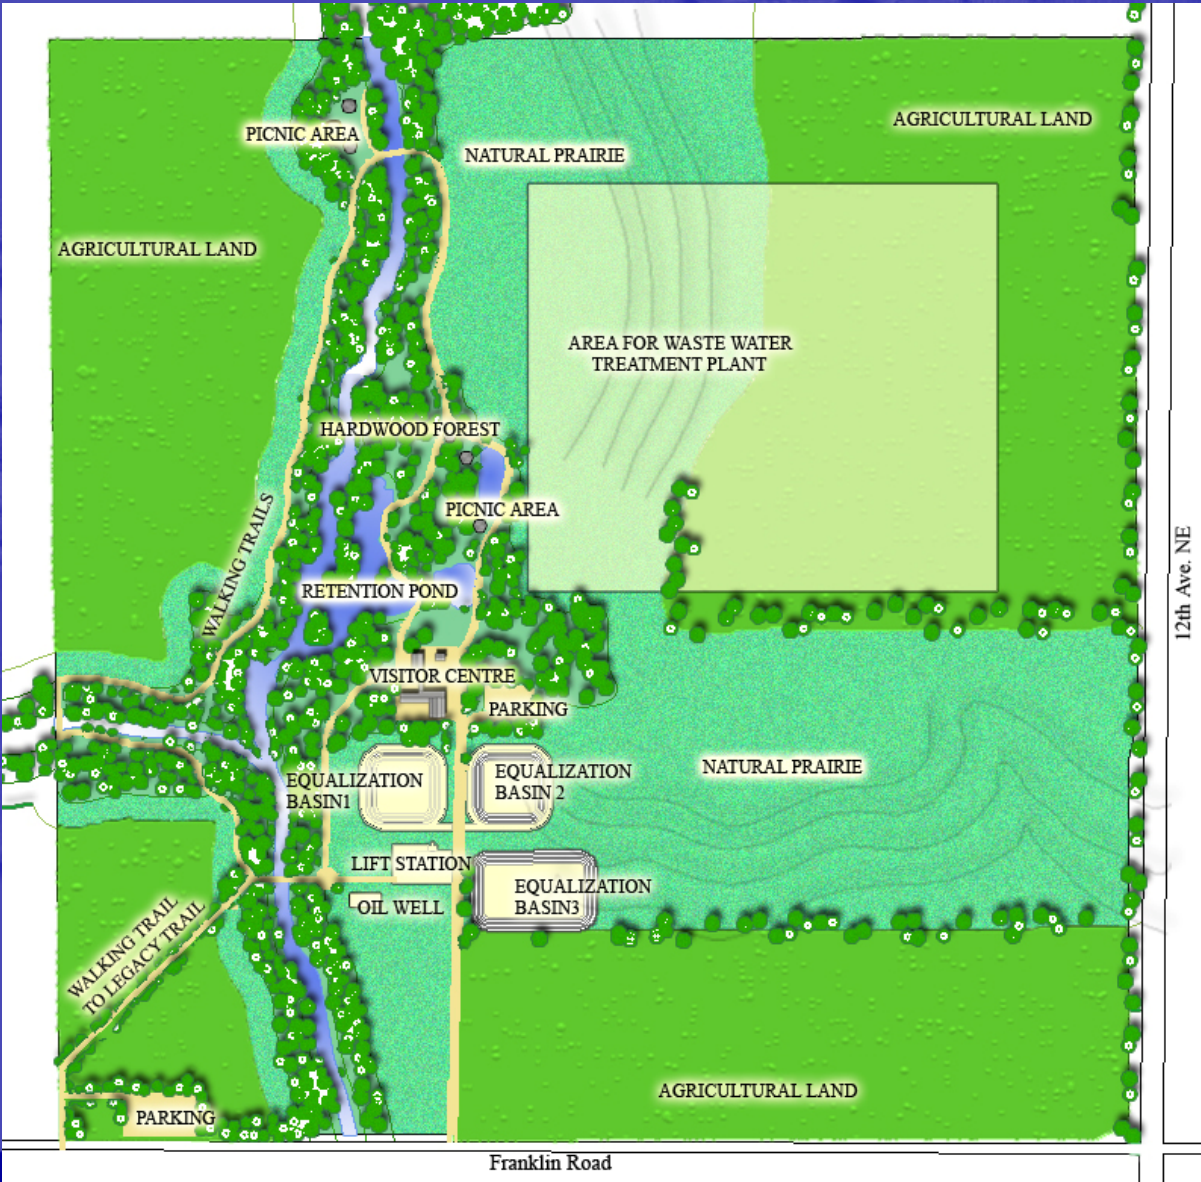 AGRICULTURAL LAND
PICNIC AREA
NATURAL PRAIRIE
AGRICULTURAL LAND
AREA FOR WASTE WATER
TREATMENT PLANT
HARDWOOD FOREST
PICNIC AREA
WALKING TRAILS
12th Ave. NE
RETENTION POND
VISITOR CENTRE
PARKING
NATURAL PRAIRIE
EQUALIZATION
BASIN1
EQUALIZATION
BASIN 2
LIFT STATION
EQUALIZATION
BASIN3
OIL WELL
WALKING TRAIL
TO LEGACY TRAIL
AGRICULTURAL LAND
PARKING
Franklin Road